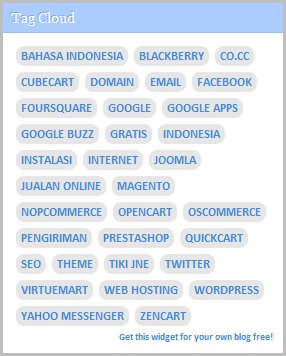 Tag Cloud
BAHASA INDONESIA BLACKBERRY CO.CC
CUBECART DOMAIN EMAIL FACEBOOK
FOURSQUARE GOOGLE GOOGLE APPS
GOOGLE BUZZ GRATIS INDONESIA
INSTALASI INTERNET JOOMLA
JUALAN ONLINE MAGENTO
NOPCOMMERCE OPENCART OSCOMMERCE
PENGIRIMAN PRESTASHOP QUICKCART
SEO THEME TIKI JNE TWITTER
VIRTUEMART WEB HOSTING WORDPRESS
YAHOO MESSENGER ZENCART
Get this widget for your own blog free!